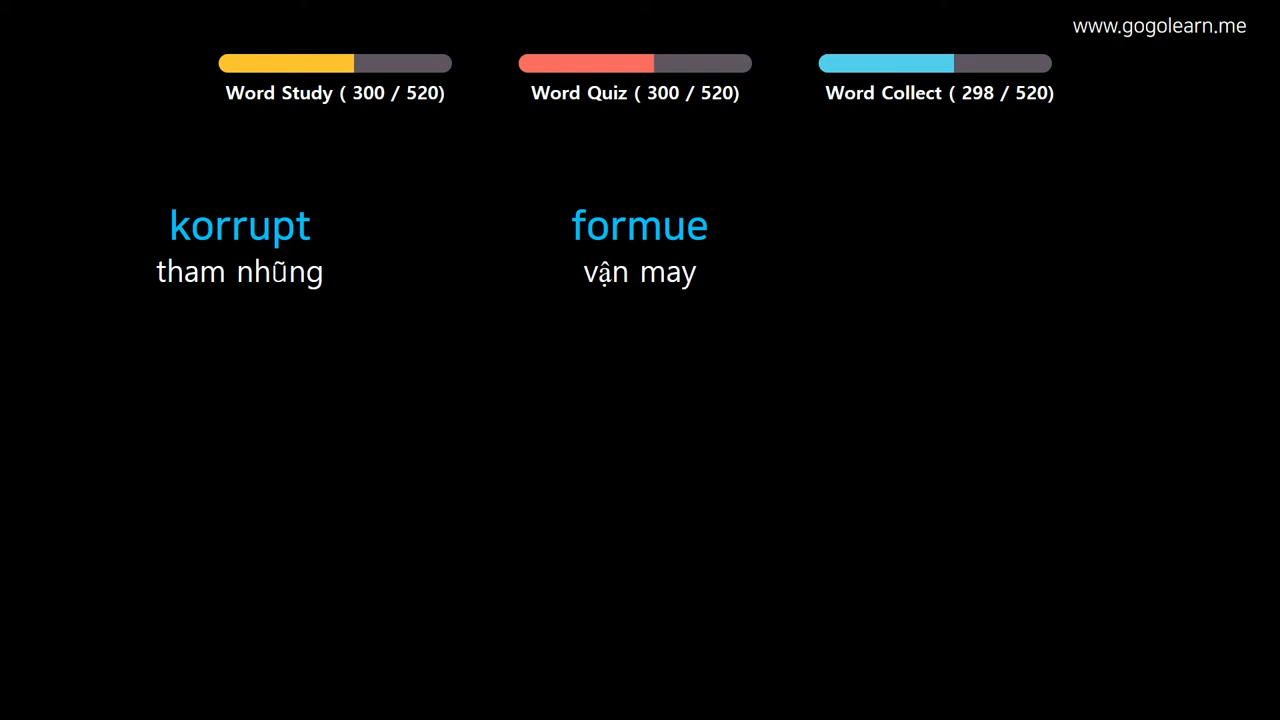 www.gogolearn.me
Word Study ( 300 / 520)
Word Quiz ( 300 / 520)
Word Collect ( 298 / 520)
korrupt
tham nhũng
formue
vận may